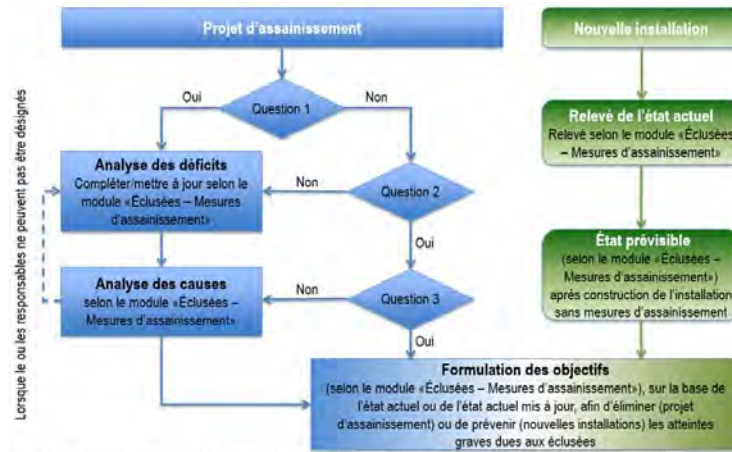 Projet d'assainissement
Nouvelle installation
Oui
Question 1
Non
Relevé de l'état actuel
Relevé selon le module «Éclusées
– Mesures d'assainissement»
Lorsque le ou les responsables ne peuvent pas être désignés
Analyse des déficits
Compléter/mettre à jour selon le
module «Éclusées – Mesures
d'assainissement»
Non
Question 2
Oui
État prévisible
(selon le module «Éclusées –
Mesures d'assainissement»)
après construction de l'installation
sans mesures d'assainissement
Analyse des causes
selon le module «Éclusées –
Mesures d'assainissement»
Non
Question 3
Oui
Formulation des objectifs
(selon le module «Éclusées – Mesures d'assainissement»), sur la base de
l'état actuel ou de l'état actuel mis à jour, afin d'éliminer (projet
d'assainissement) ou de prévenir (nouvelles installations) les atteintes
graves dues aux éclusées